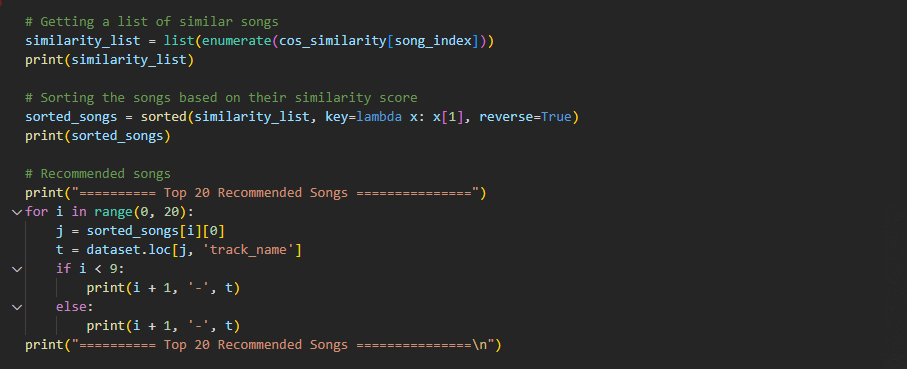 # Getting a list of similar songs
similarity_list = list(enumerate(cos_similarity[song_index]))
print(similarity_list)
# Sorting the songs based on their similarity score
sorted_songs = sorted(similarity_list, key=lambda x: x[1], reverse=True)
print(sorted_songs)
# Recommended songs
print("========== Top 20 Recommended Songs ===============")
for i in range(0, 20):
    j = sorted_songs[i][0]
    t = dataset.loc[j, 'track_name']
    if i < 9:
        print(i + 1, '-', t)
    else:
        print(i + 1, '-', t)
print("========== Top 20 Recommended Songs ===============\n")